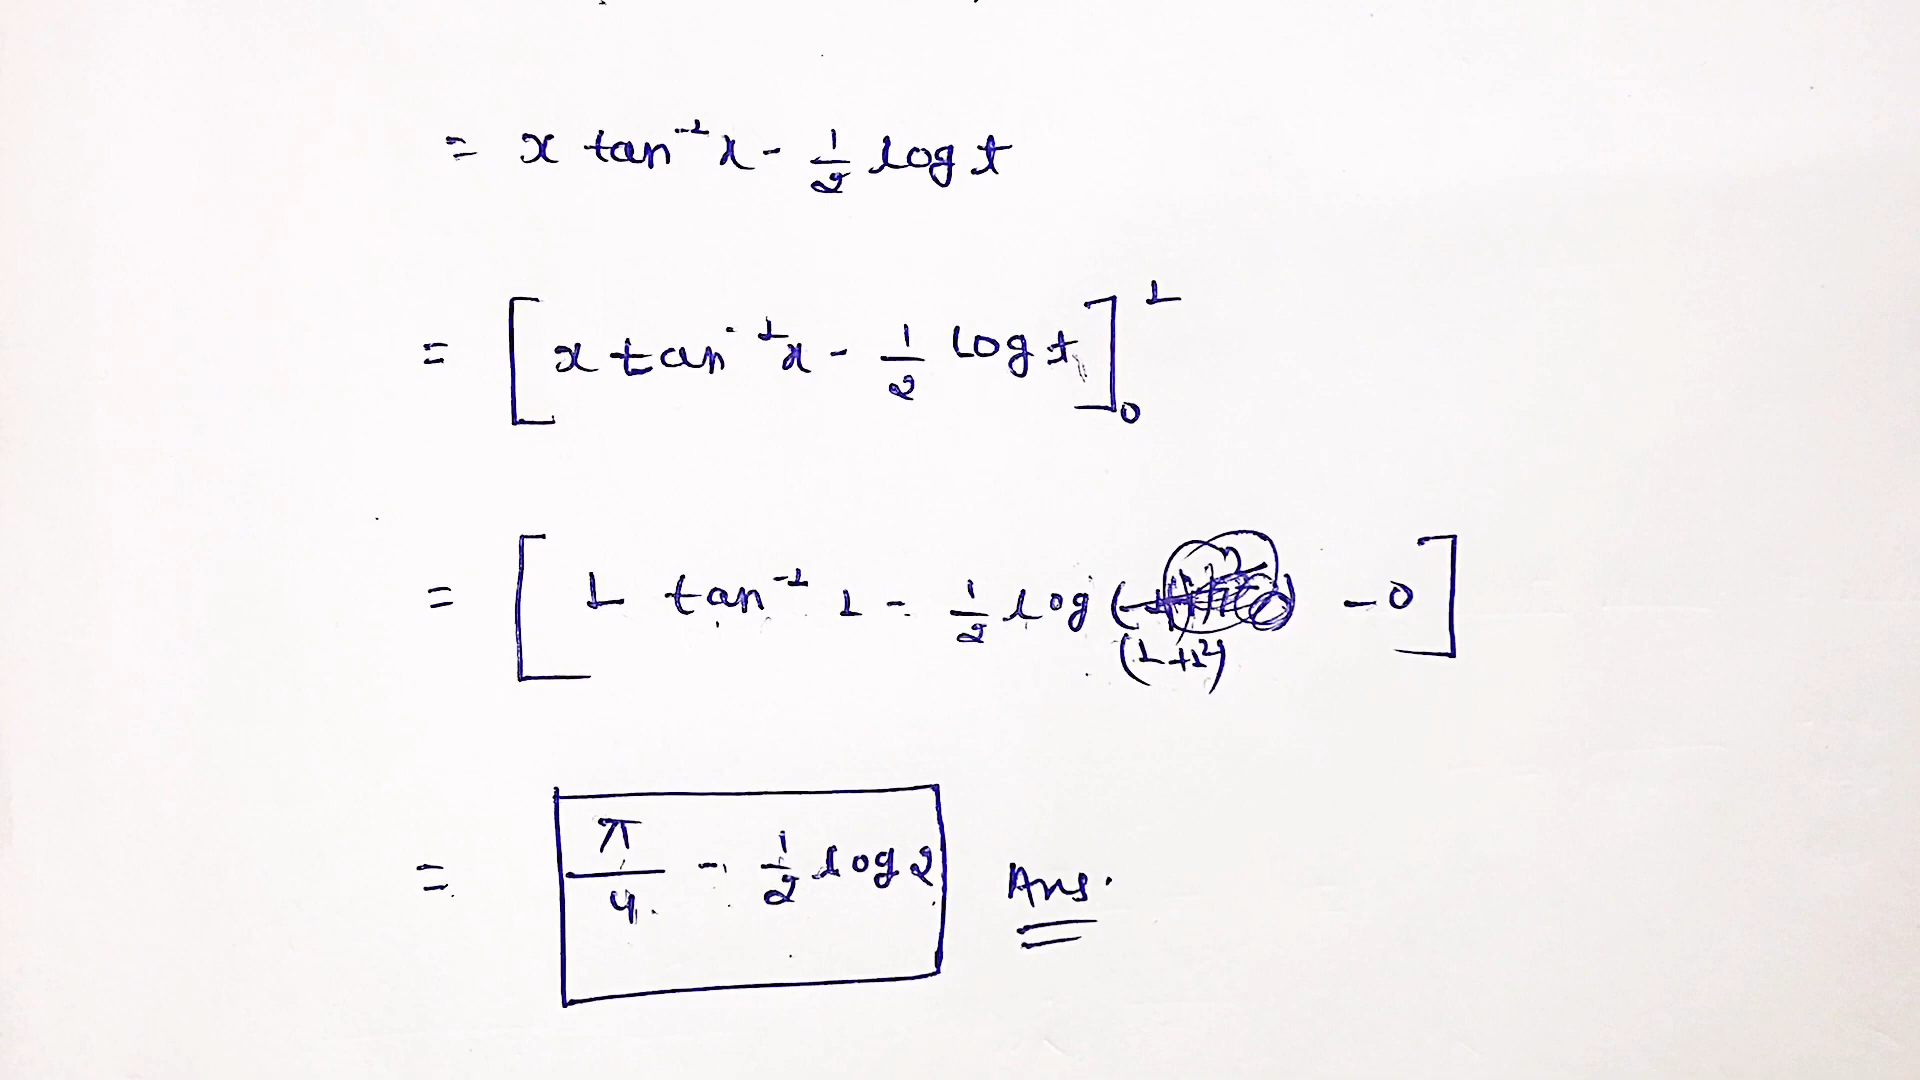 = x tan⁻¹x - 1/2 log t
= [x tan⁻¹x - 1/2 log t]₀¹
= [1 tan⁻¹ 1 - 1/2 log (1+1²) - 0]
= π/4 - 1/2 log 2 Ans.